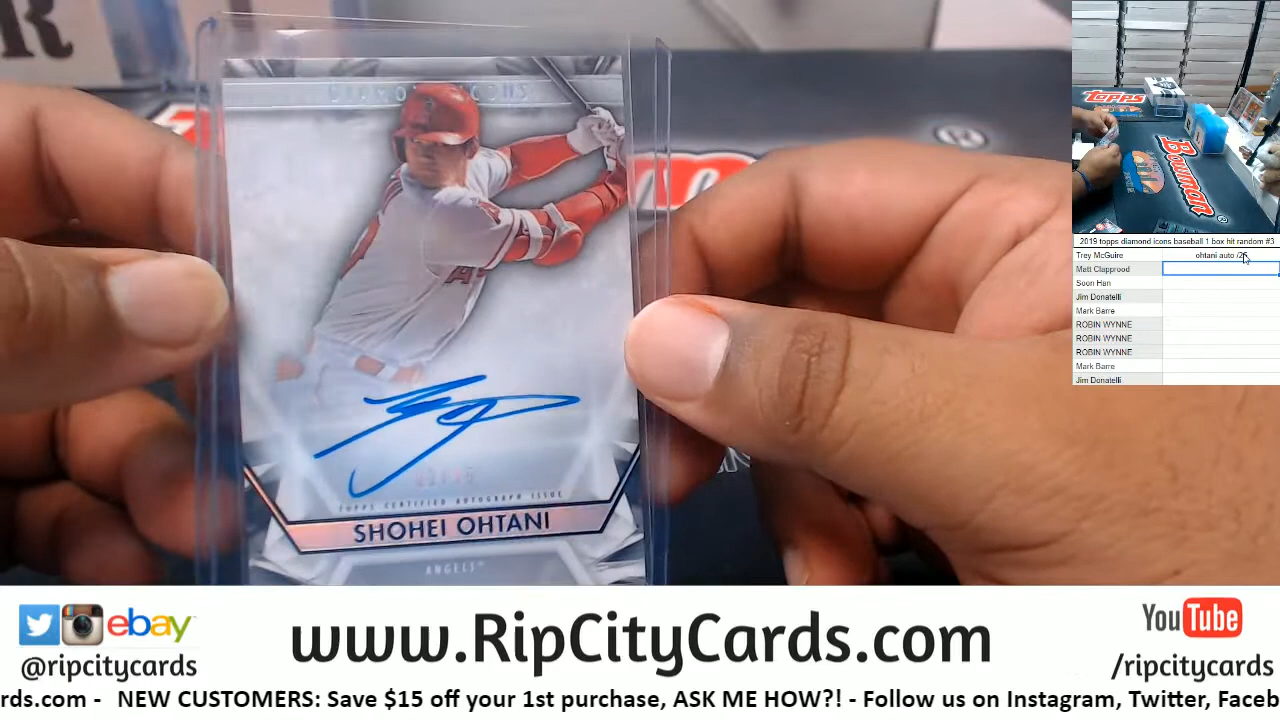 R
DIAMOND ICONS
TOPPS CERTIFIED AUTOGRAPH ISSUE
SHOHEI OHTANI
ANGELS
®
TOPPS
Bowman
®
2019 topps diamond icons baseball 1 box hit random #3
Trey McGuire
ohtani auto /25
Matt Clapprood
Soon Han
Jim Donatelli
Mark Barre
ROBIN WYNNE
ROBIN WYNNE
ROBIN WYNNE
Mark Barre
Jim Donatelli
ebay
@ripcitycards
www.RipCityCards.com
YouTube
/ripcitycards
rds.com - NEW CUSTOMERS: Save $15 off your 1st purchase, ASK ME HOW?! - Follow us on Instagram, Twitter, Faceb